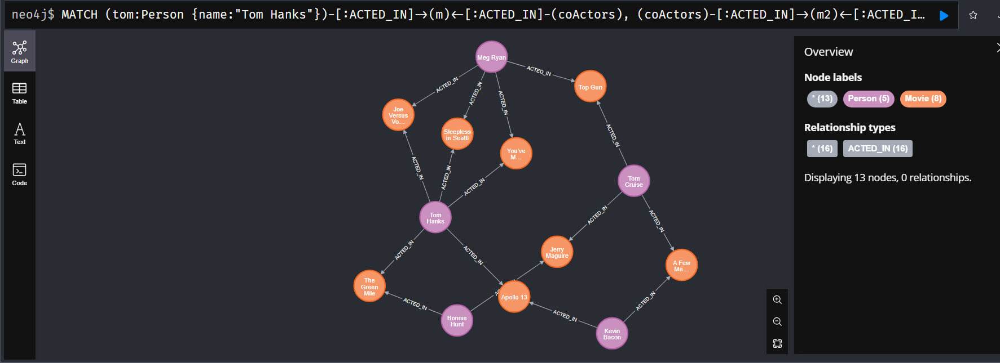 neo4j$ MATCH (tom:Person {name:"Tom Hanks"})-[:ACTED_IN]->(m)<-[:ACTED_IN]-(coActors), (coActors)-[:ACTED_IN]->(m2)<-[:ACTED_I…
Graph
Table
Text
Code
Meg Ryan
ACTED_IN
Top Gun
ACTED_IN
ACTED_IN
ACTED_IN
Joe
Versus
Vo...
Sleepless
in Seattl
You've
M...
ACTED_IN
ACTED_IN
ACTED_IN
ACTED_IN
Tom
Cruise
Tom
Hanks
ACTED_IN
ACTED_IN
ACTED_IN
ACTED_IN
Jerry
Maguire
A Few
Me...
The
Green
Mile
Apollo 13
ACTED_IN
ACTED_IN
ACTED_IN
Bonnie
Hunt
Kevin
Bacon
Overview
Node labels
* (13) Person (5) Movie (8)
Relationship types
* (16) ACTED_IN (16)
Displaying 13 nodes, 0 relationships.